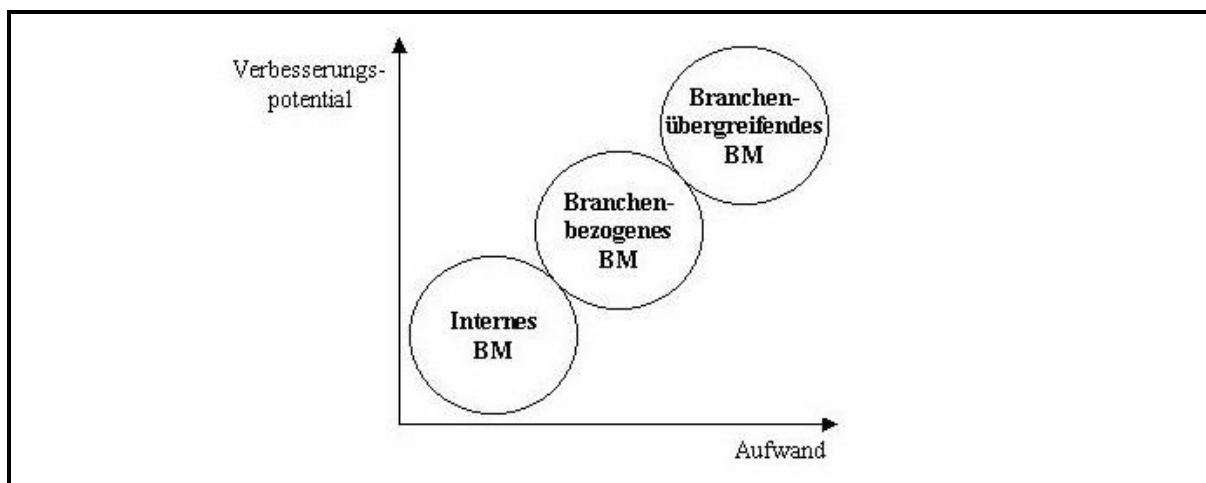 Verbesserungs-
potential
Branchen-
übergreifendes
BM
Branchen-
bezogenes
BM
Internes
BM
Aufwand